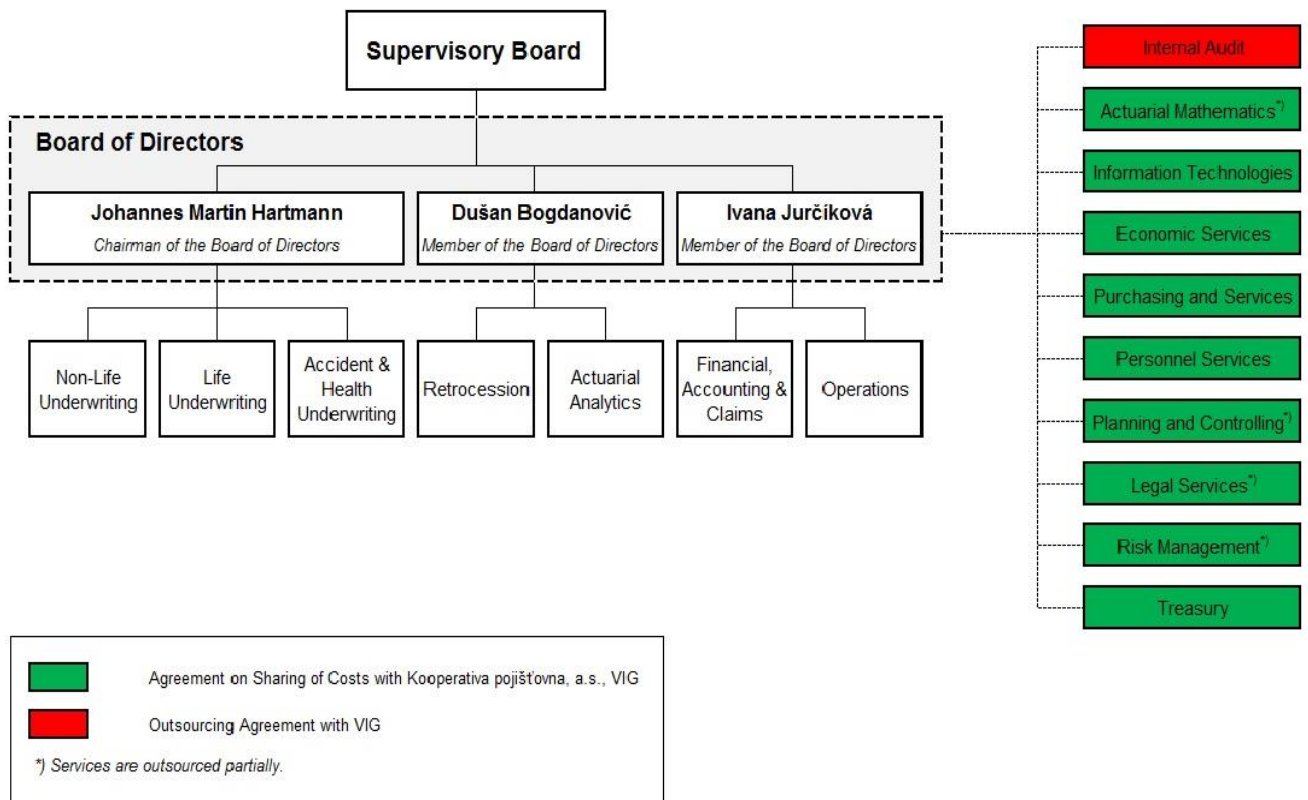 Supervisory Board
Board of Directors
Johannes Martin Hartmann
Chairman of the Board of Directors
Dušan Bogdanović
Member of the Board of Directors
Ivana Jurčíková
Member of the Board of Directors
Non-Life
Underwriting
Life
Underwriting
Accident &
Health
Underwriting
Retrocession
Actuarial
Analytics
Financial,
Accounting &
Claims
Operations
Internal Audit
Actuarial Mathematics*)
Information Technologies
Economic Services
Purchasing and Services
Personnel Services
Planning and Controlling*)
Legal Services*)
Risk Management*)
Treasury
Agreement on Sharing of Costs with Kooperativa pojišťovna, a.s., VIG
Outsourcing Agreement with VIG
*) Services are outsourced partially.